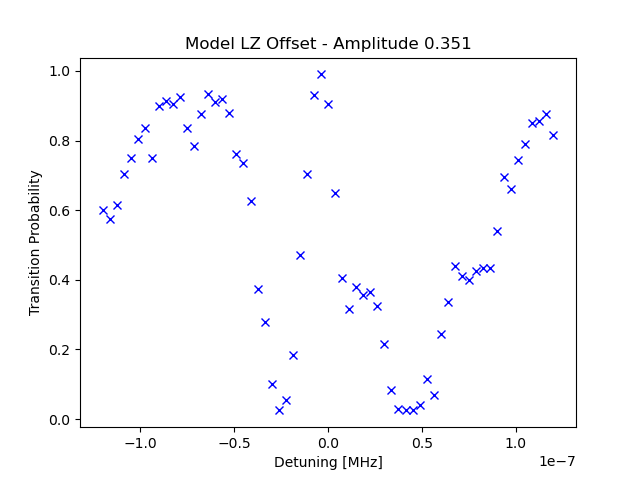 Model LZ Offset - Amplitude 0.351
1.0
0.8
0.6
0.4
0.2
0.0
Transition Probability
−1.0 −0.5 0.0 0.5 1.0
1e−7
Detuning [MHz]